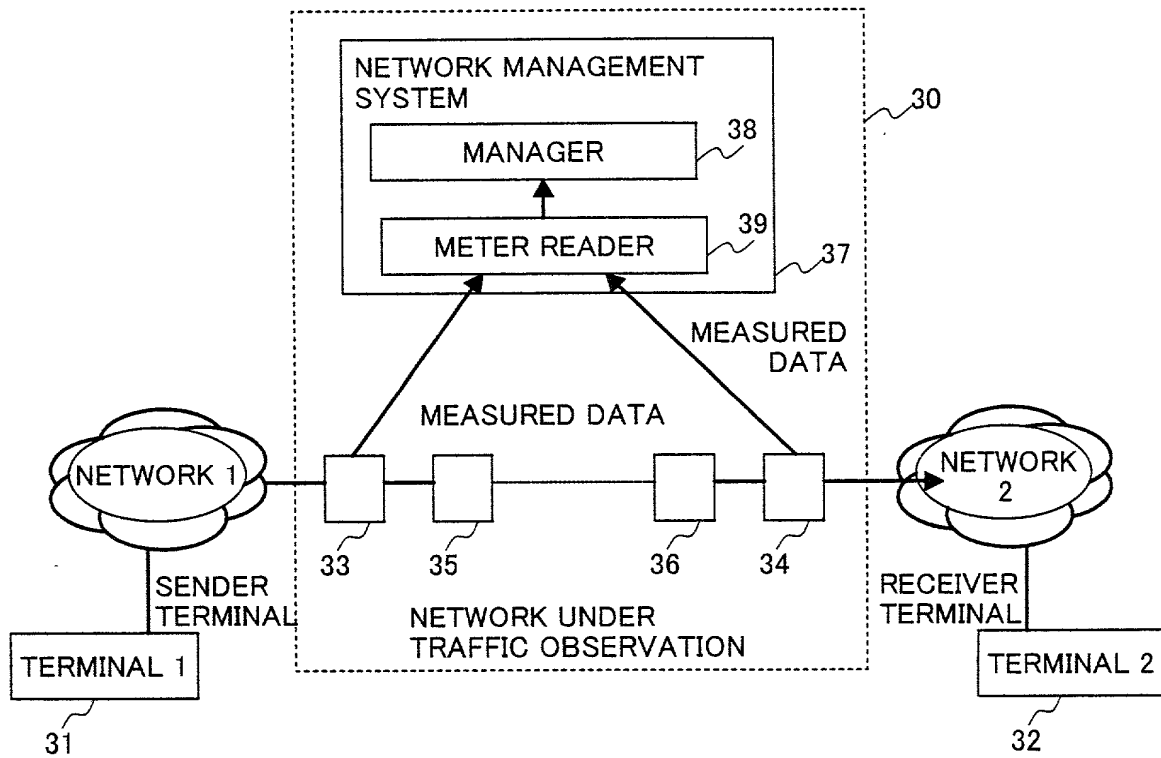 NETWORK MANAGEMENT
SYSTEM
30
38
MANAGER
39
METER READER
37
MEASURED
DATA
MEASURED DATA
NETWORK 1
NETWORK
2
33
35
36
34
SENDER
TERMINAL
RECEIVER
TERMINAL
NETWORK UNDER
TRAFFIC OBSERVATION
TERMINAL 1
TERMINAL 2
31
32